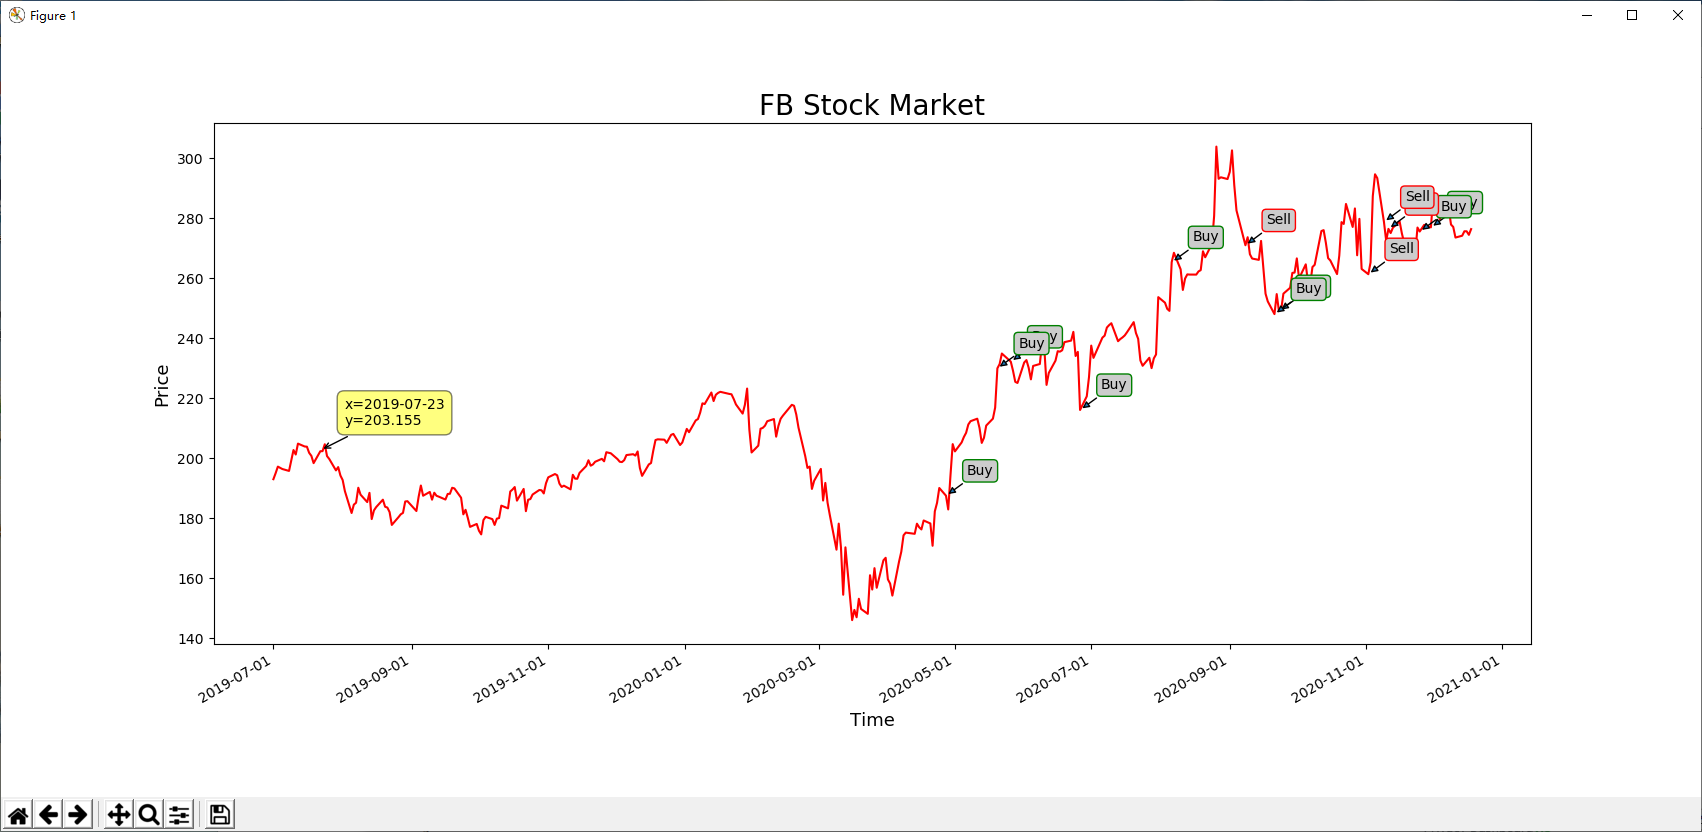 Figure 1
FB Stock Market
300
280
260
240
220
200
180
160
140
Price
x=2019-07-23
y=203.155
Buy
Buy
Buy
Buy
Sell
Buy
Sell
Buy
Sell
2019-07-01
2019-09-01
2019-11-01
2020-01-01
2020-03-01
2020-05-01
2020-07-01
2020-09-01
2020-11-01
2021-01-01
Time